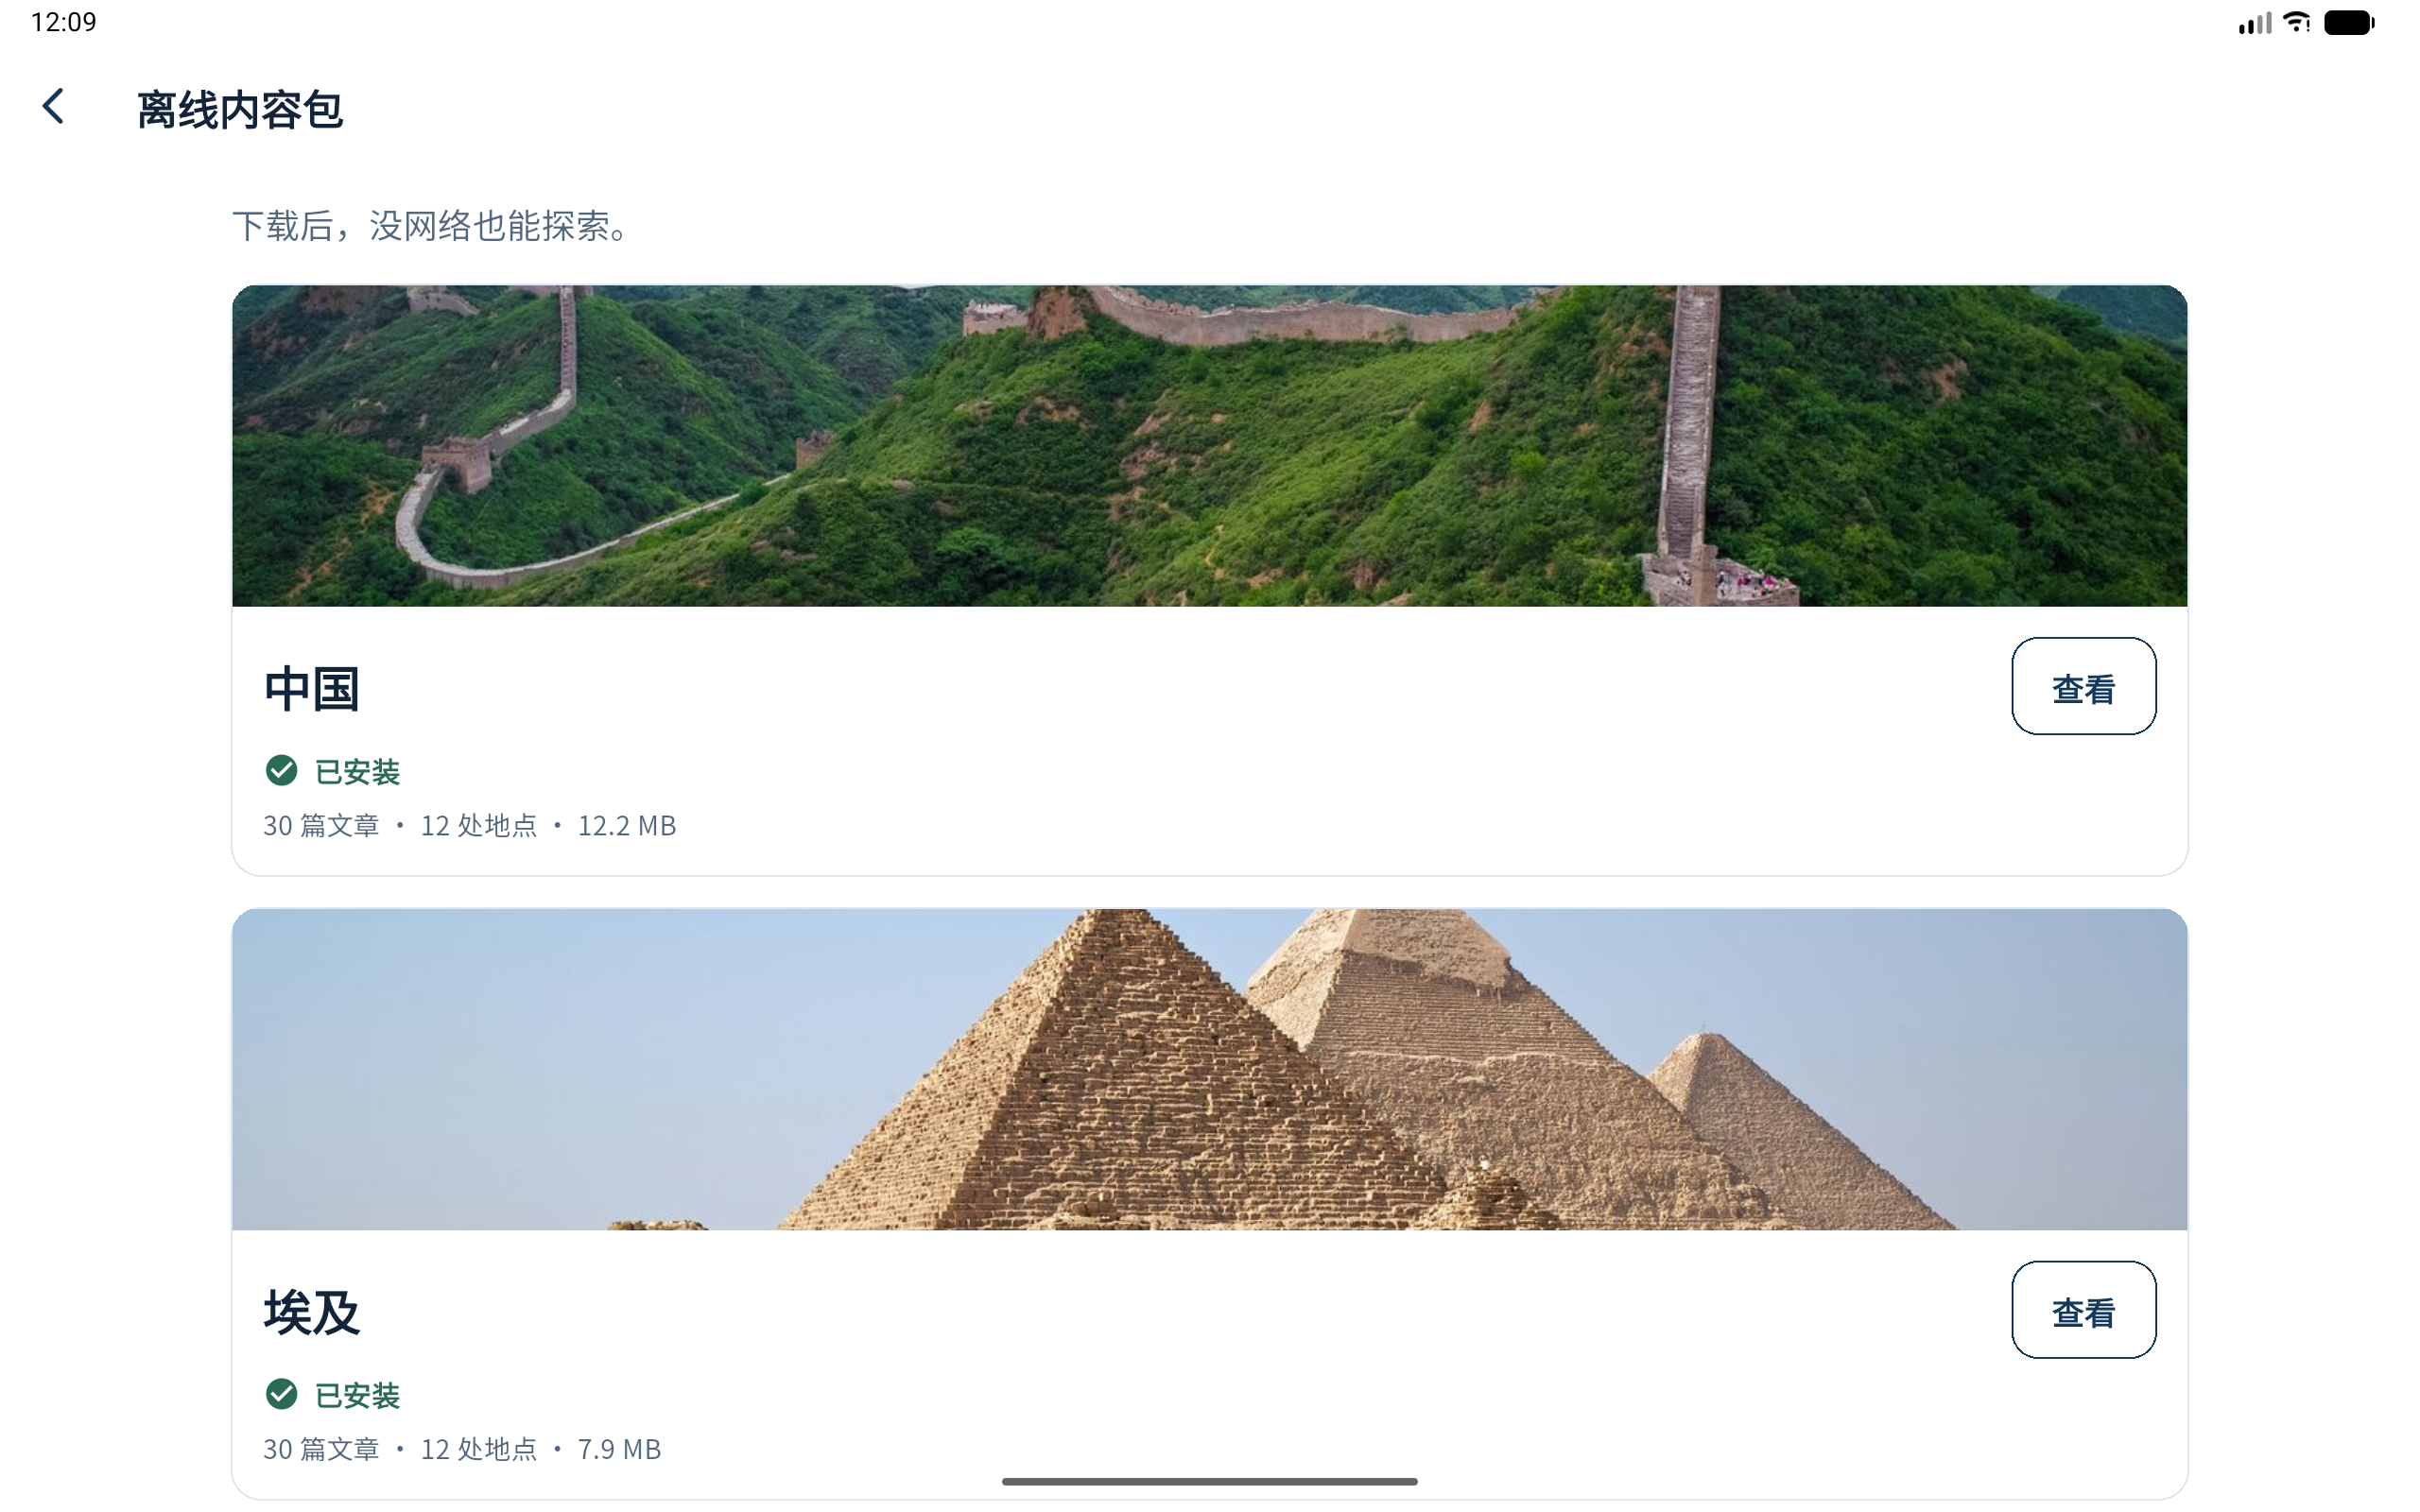 12:09
离线内容包
下载后，没网络也能探索。
中国
查看
已安装
30 篇文章 • 12 处地点 • 12.2 MB
埃及
查看
已安装
30 篇文章 • 12 处地点 • 7.9 MB